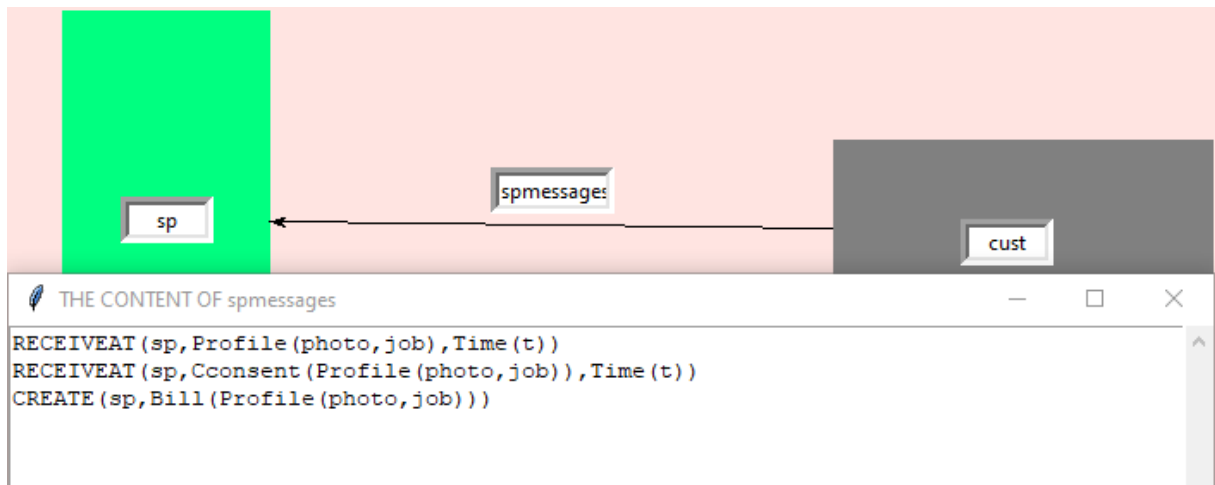 spmessages
sp
cust
THE CONTENT OF spmessages
RECEIVEAT(sp,Profile(photo,job),Time(t))
RECEIVEAT(sp,Cconsent(Profile(photo,job)),Time(t))
CREATE(sp,Bill(Profile(photo,job)))